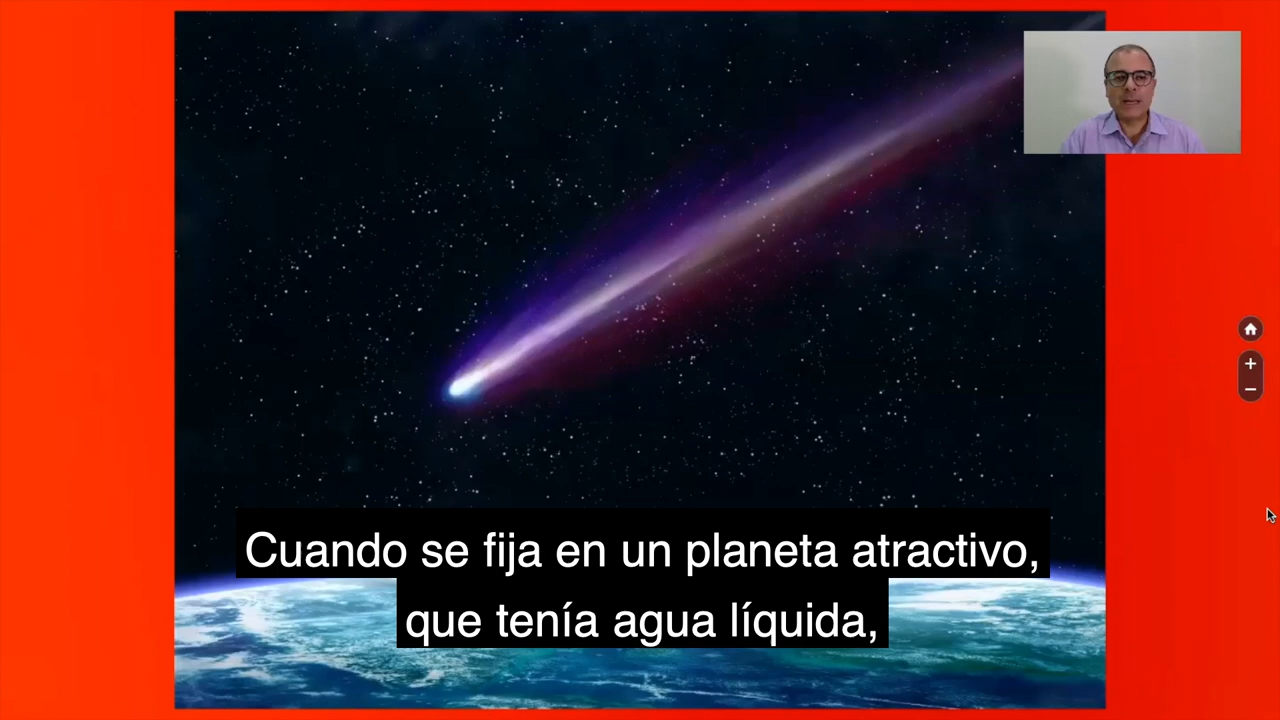 Cuando se fija en un planeta atractivo,
que tenía agua líquida,